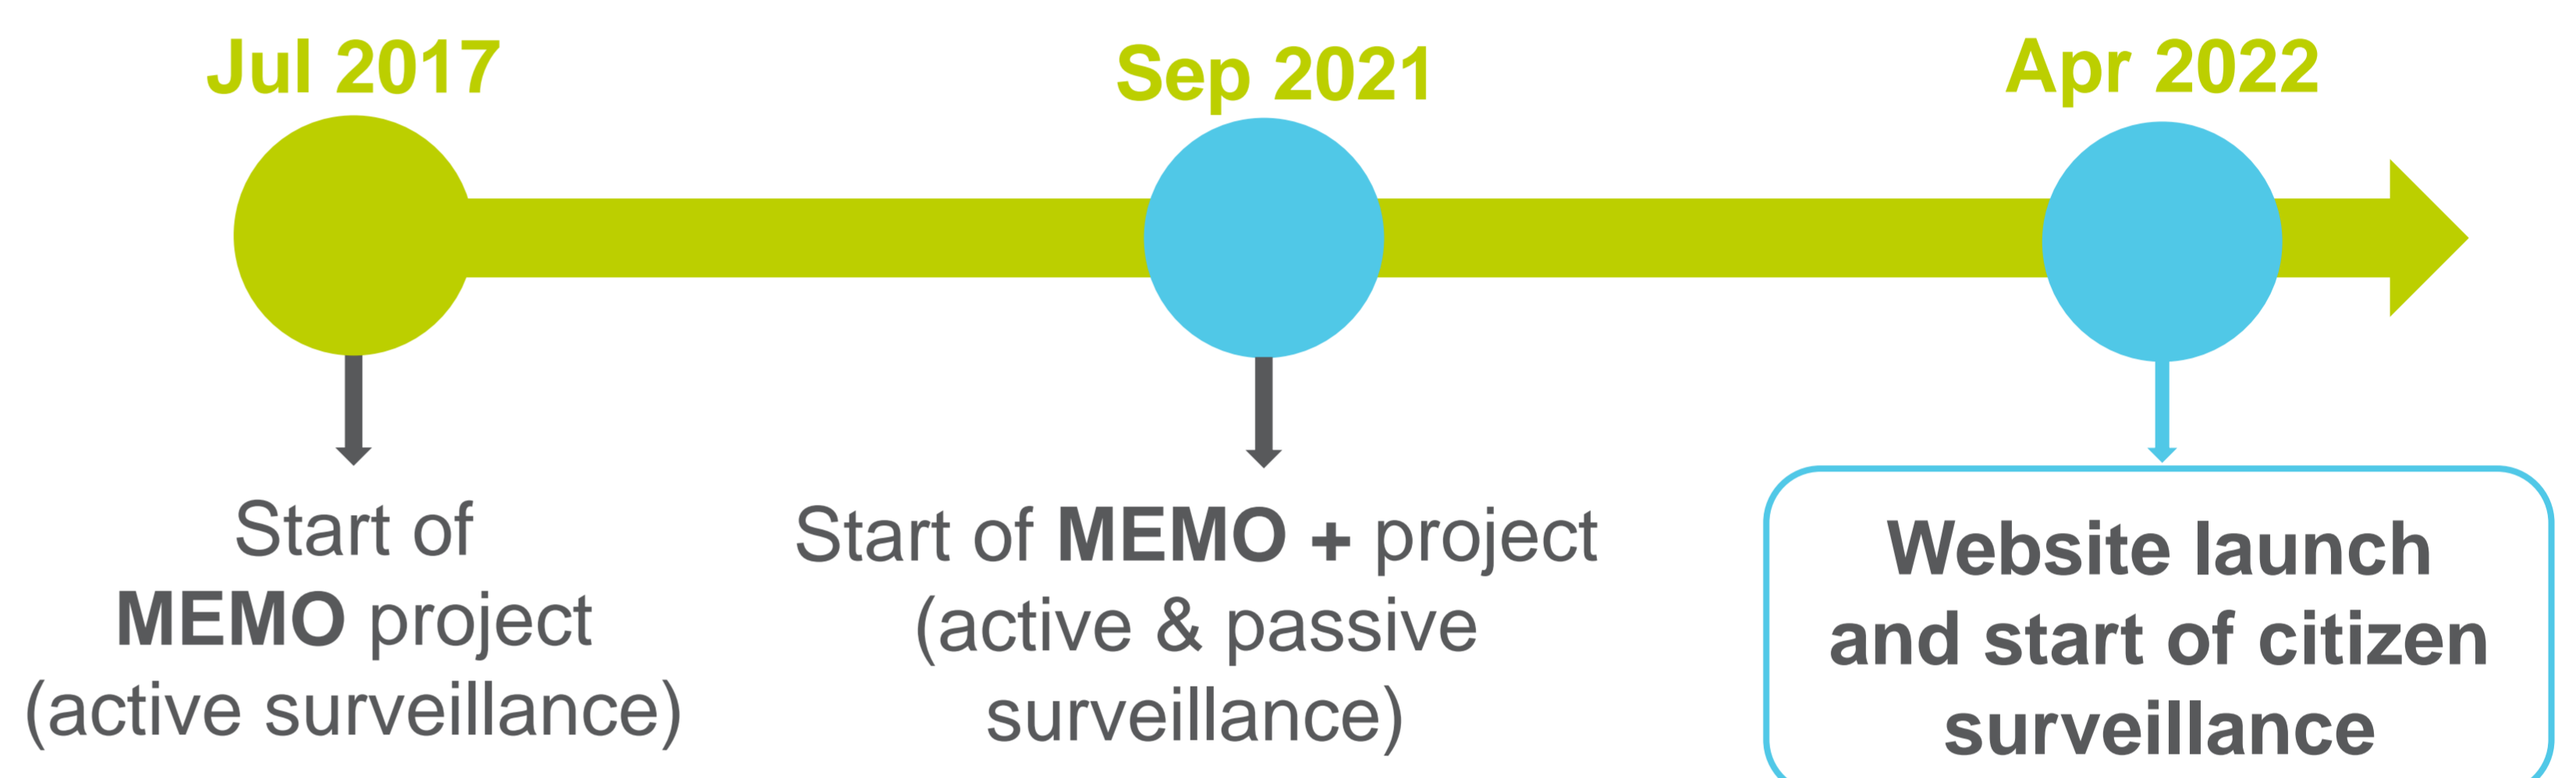 Jul 2017
Sep 2021
Apr 2022
Start of
MEMO project
(active surveillance)
Start of MEMO + project
(active & passive
surveillance)
Website launch
and start of citizen
surveillance